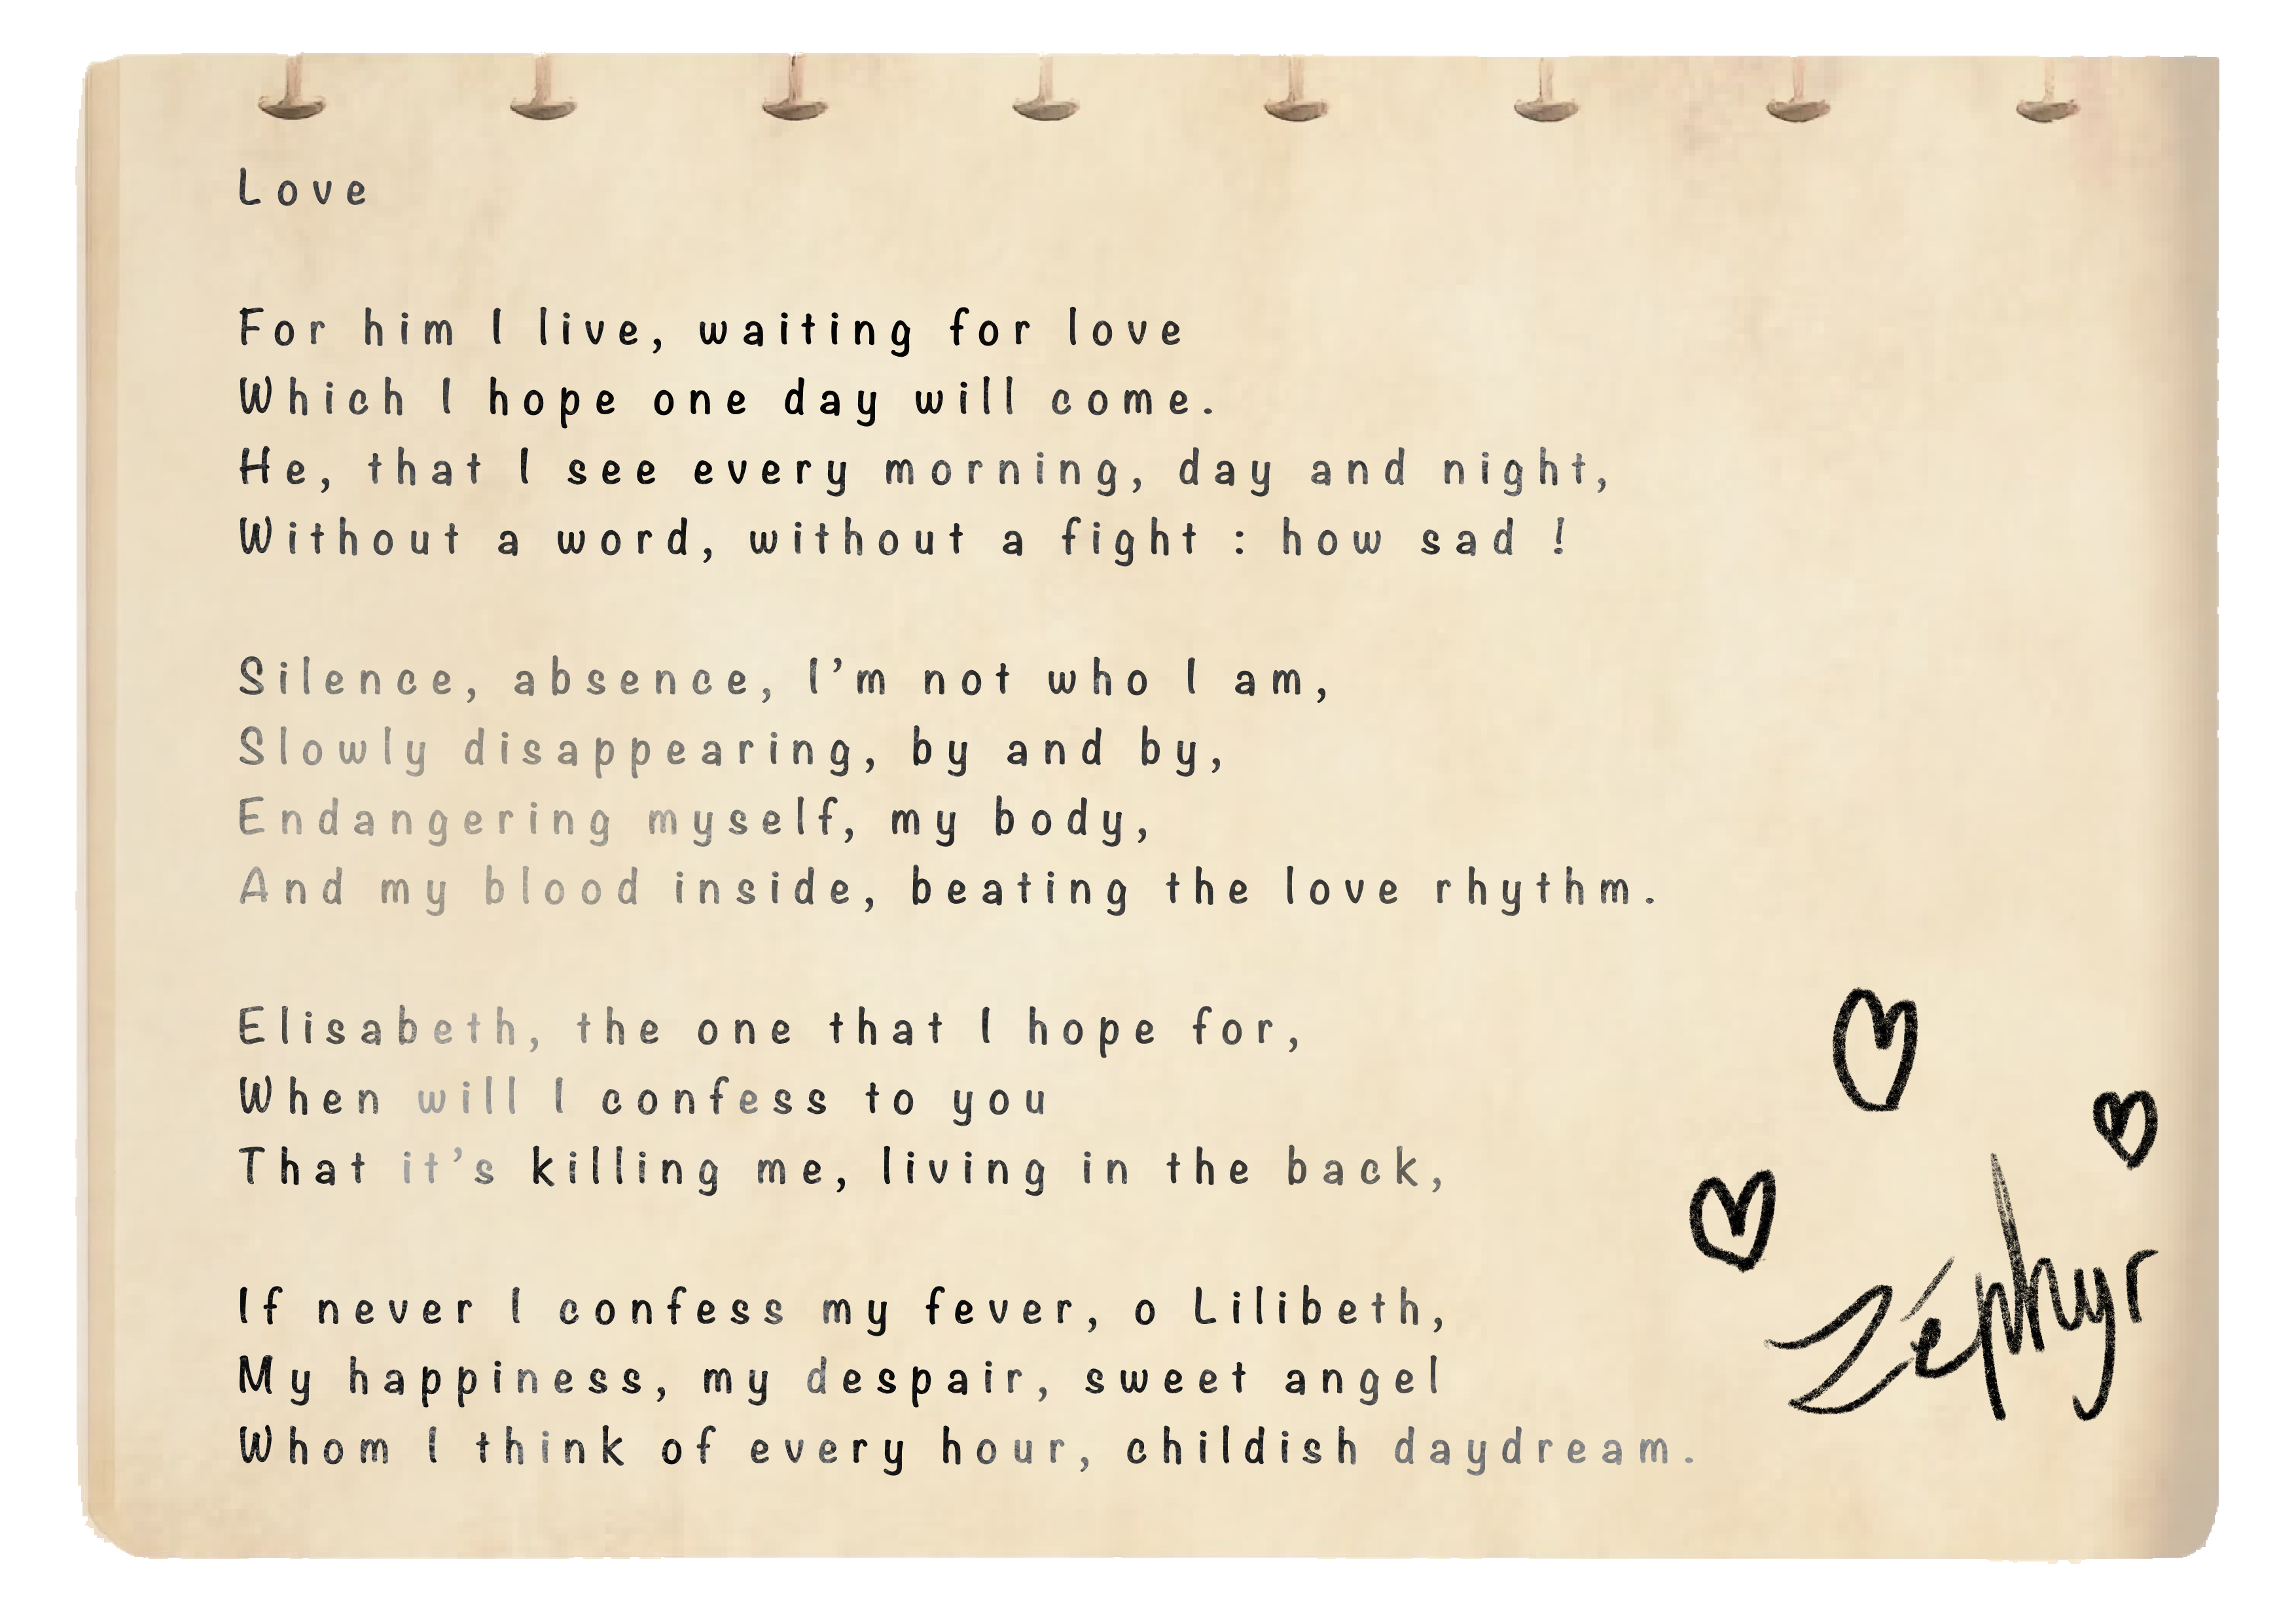 Love
For him I live, waiting for love
Which I hope one day will come.
He, that I see every morning, day and night,
Without a word, without a fight : how sad !
Silence, absence, I’m not who I am,
Slowly disappearing, by and by,
Endangering myself, my body,
And my blood inside, beating the love rhythm.
Elisabeth, the one that I hope for,
When will I confess to you
That it’s killing me, living in the back,
If never I confess my fever, o Lilibeth,
My happiness, my despair, sweet angel
Whom I think of every hour, childish daydream.
Zéphyr